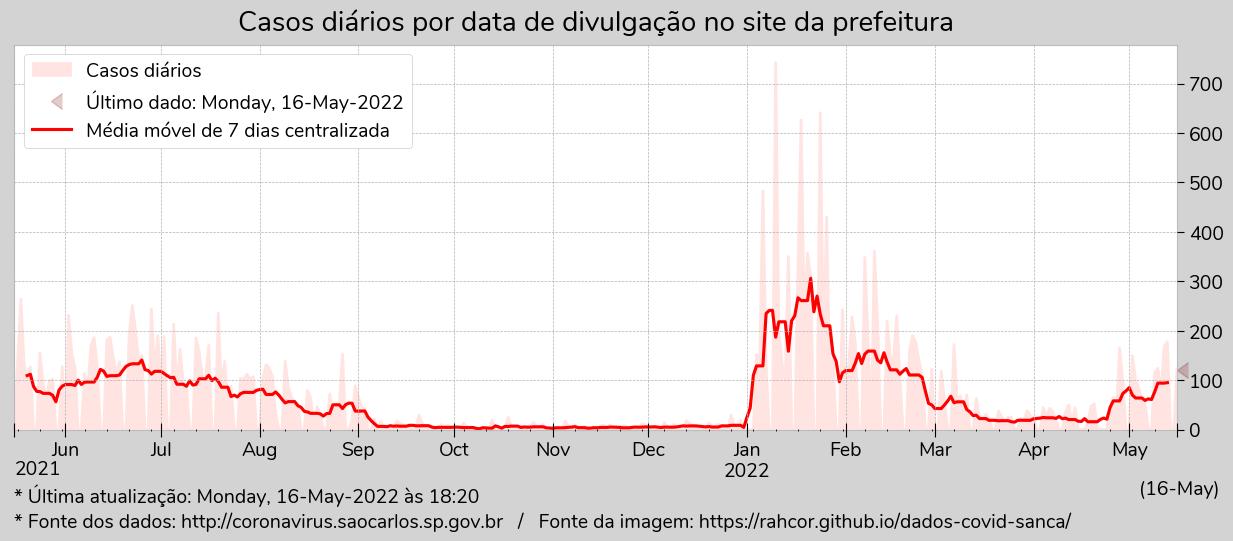 Casos diários por data de divulgação no site da prefeitura
Casos diários
Último dado: Monday, 16-May-2022
Média móvel de 7 dias centralizada
700
600
500
400
300
200
100
0
Jun Jul Aug Sep Oct Nov Dec Jan Feb Mar Apr May
2021 2022
(16-May)
* Última atualização: Monday, 16-May-2022 às 18:20
* Fonte dos dados: http://coronavirus.saocarlos.sp.gov.br / Fonte da imagem: https://rahcor.github.io/dados-covid-sanca/